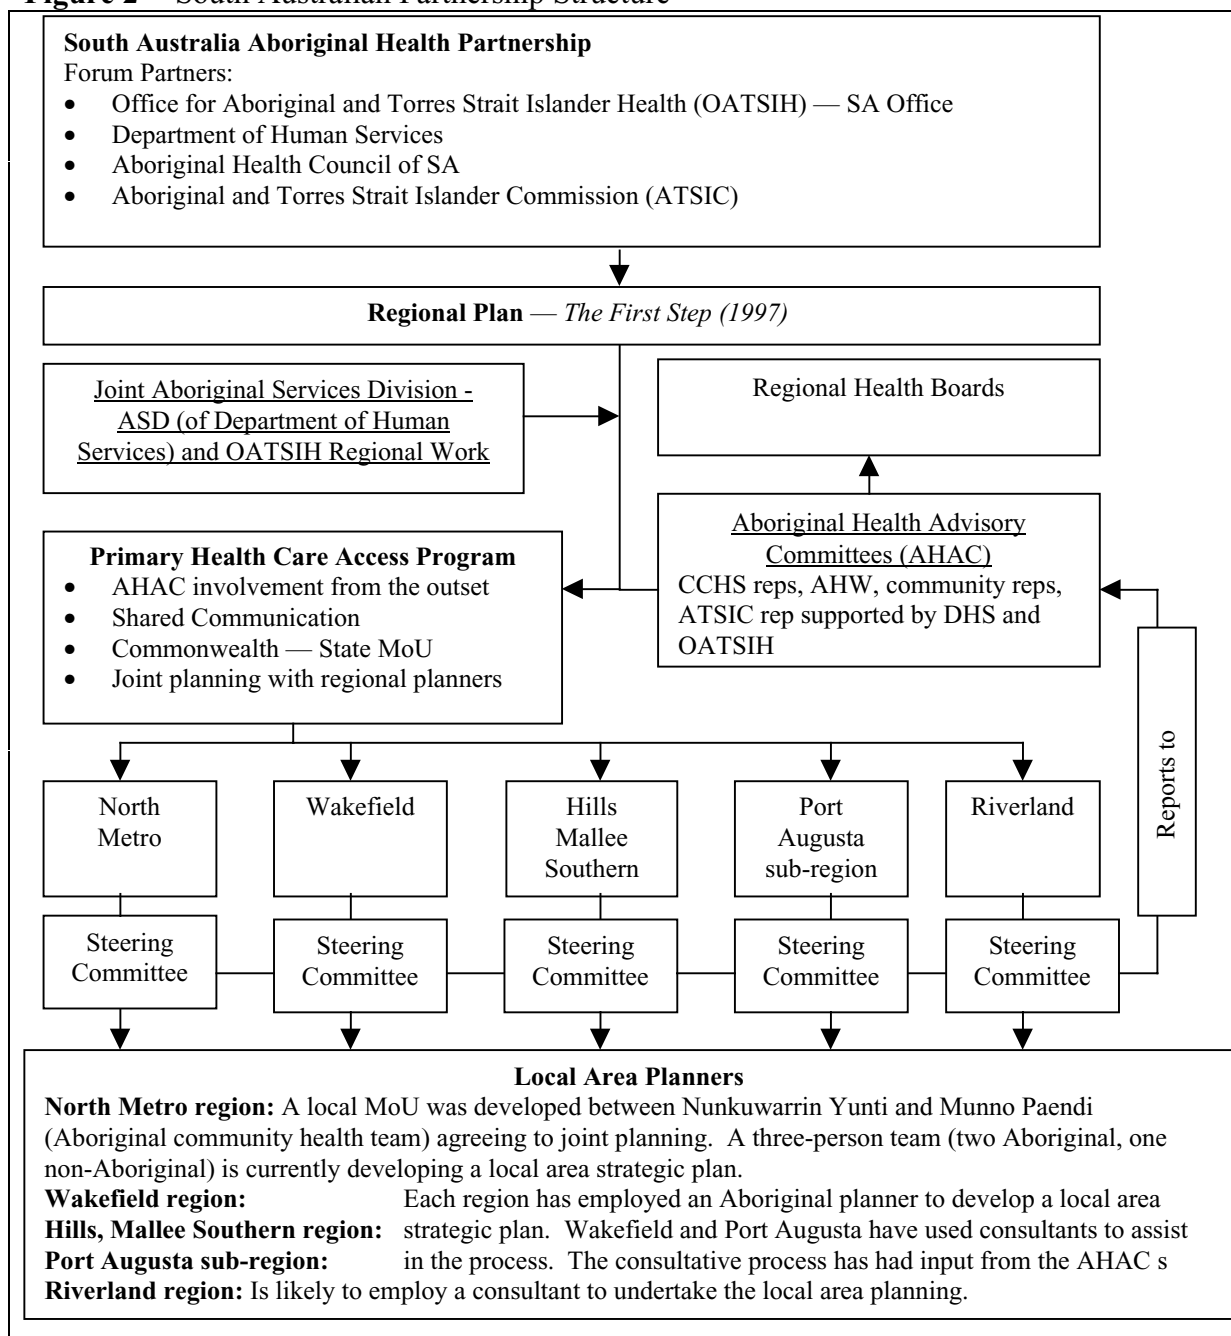 Figure 2 South Australian Partnership Structure
South Australia Aboriginal Health Partnership
Forum Partners:
• Office for Aboriginal and Torres Strait Islander Health (OATSIH) — SA Office
• Department of Human Services
• Aboriginal Health Council of SA
• Aboriginal and Torres Strait Islander Commission (ATSIC)
Regional Plan — The First Step (1997)
Joint Aboriginal Services Division -
ASD (of Department of Human
Services) and OATSIH Regional Work
Regional Health Boards
Aboriginal Health Advisory
Committees (AHAC)
CCHS reps, AHW, community reps,
ATSIC rep supported by DHS and
OATSIH
Primary Health Care Access Program
• AHAC involvement from the outset
• Shared Communication
• Commonwealth — State MoU
• Joint planning with regional planners
Reports to
North
Metro
Wakefield
Hills
Mallee
Southern
Port
Augusta
sub-region
Riverland
Steering
Committee
Steering
Committee
Steering
Committee
Steering
Committee
Steering
Committee
Local Area Planners
North Metro region: A local MoU was developed between Nunkuwarrin Yunti and Munno Paendi
(Aboriginal community health team) agreeing to joint planning. A three-person team (two Aboriginal, one
non-Aboriginal) is currently developing a local area strategic plan.
Wakefield region: Each region has employed an Aboriginal planner to develop a local area
Hills, Mallee Southern region: strategic plan. Wakefield and Port Augusta have used consultants to assist
Port Augusta sub-region: in the process. The consultative process has had input from the AHAC s
Riverland region: Is likely to employ a consultant to undertake the local area planning.